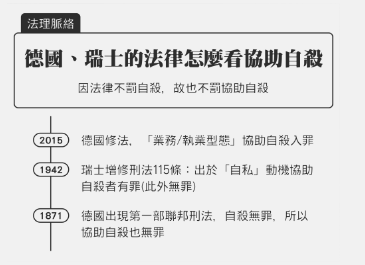 法理脈絡
德國、瑞士的法律怎麼看協助自殺
因法律不罰自殺，故也不罰協助自殺
2015 德國修法，「業務/執業型態」協助自殺入罪
1942 瑞士增修刑法115條：出於「自私」動機協助
自殺者有罪(此外無罪)
1871 德國出現第一部聯邦刑法，自殺無罪，所以
協助自殺也無罪